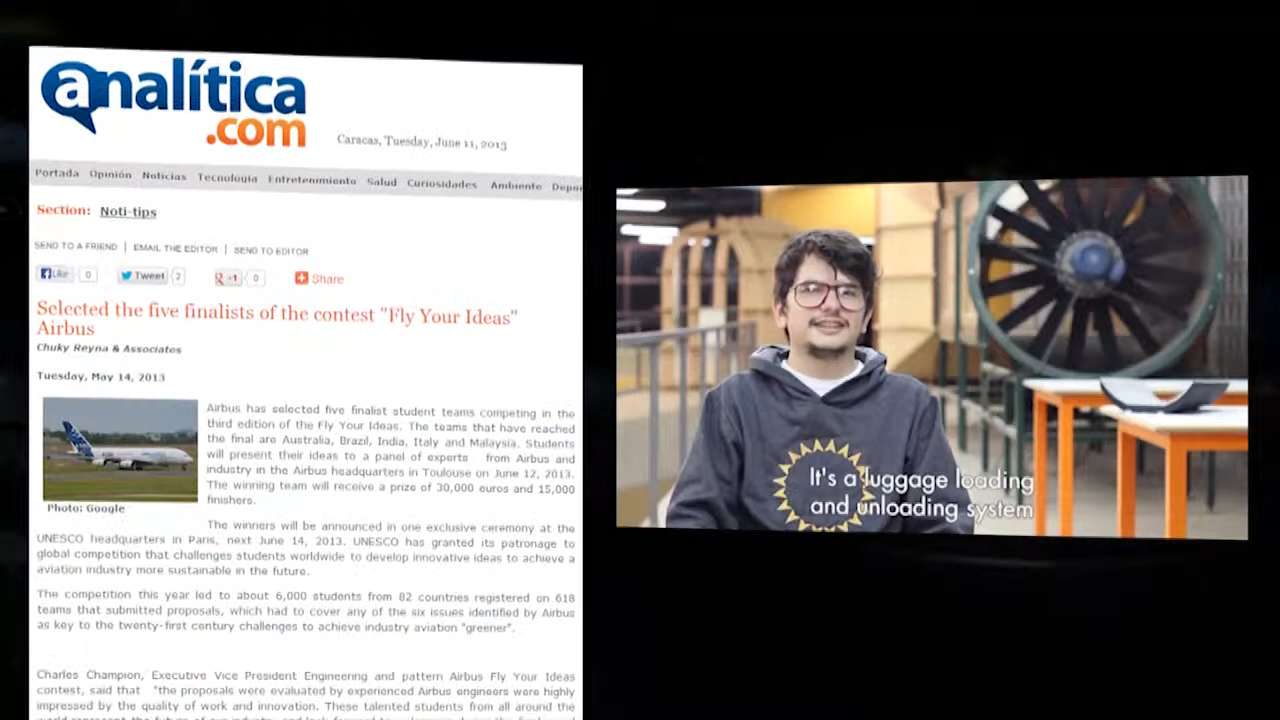 analítica
.com
Caracas, Tuesday, June 11, 2013
Portada Opinión Noticias Tecnología Entretenimiento Salud Curiosidades Ambiente Depor
Section: Noti-tips
SEND TO A FRIEND | EMAIL THE EDITOR | SEND TO EDITOR
Like 0 Tweet 2 g +1 0 Share
Selected the five finalists of the contest "Fly Your Ideas"
Airbus
Chuky Reyna & Associates
Tuesday, May 14, 2013
Airbus has selected five finalist student teams competing in the
third edition of the Fly Your Ideas. The teams that have reached
the final are Australia, Brazil, India, Italy and Malaysia. Students
will present their ideas to a panel of experts from Airbus and
industry in the Airbus headquarters in Toulouse on June 12, 2013.
The winning team will receive a prize of 30,000 euros and 15,000
finishers.
Photo: Google
The winners will be announced in one exclusive ceremony at the
UNESCO headquarters in Paris, next June 14, 2013. UNESCO has granted its patronage to
global competition that challenges students worldwide to develop innovative ideas to achieve a
aviation industry more sustainable in the future.
The competition this year led to about 6,000 students from 82 countries registered on 618
teams that submitted proposals, which had to cover any of the six issues identified by Airbus
as key to the twenty-first century challenges to achieve industry aviation "greener".
Charles Champion, Executive Vice President Engineering and pattern Airbus Fly Your Ideas
contest, said that "the proposals were evaluated by experienced Airbus engineers were highly
impressed by the quality of work and innovation. These talented students from all around the
It's a luggage loading
and unloading system